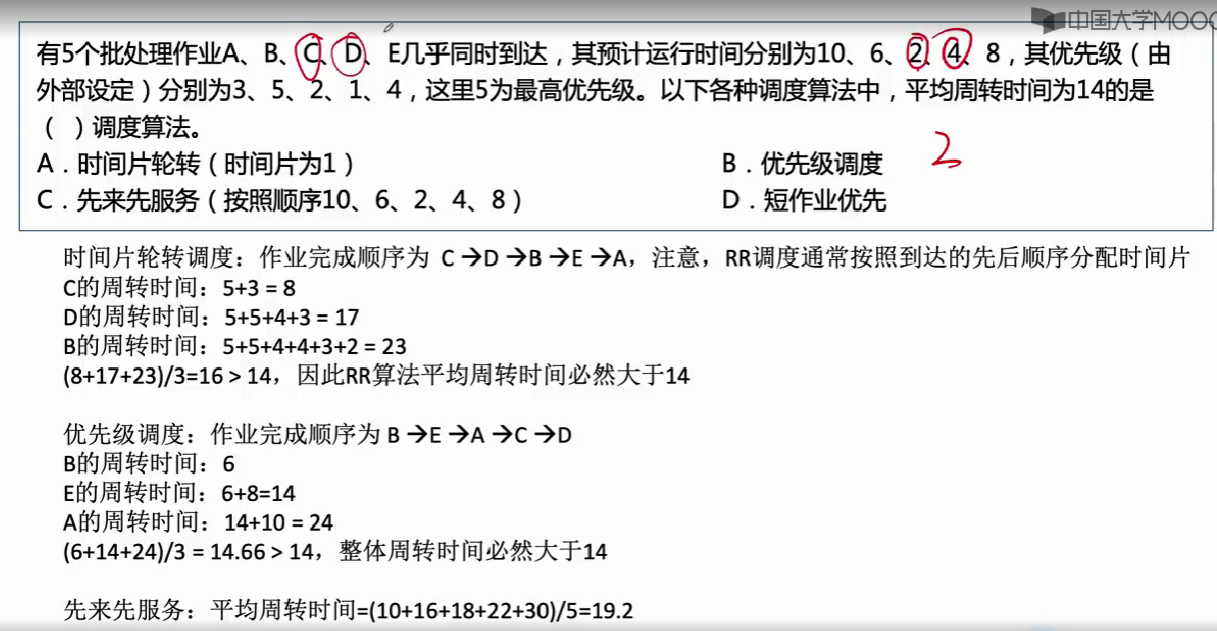 中国大学MOOC
有5个批处理作业A、B、C、D、E几乎同时到达，其预计运行时间分别为10、6、2、4、8，其优先级（由
外部设定）分别为3、5、2、1、4，这里5为最高优先级。以下各种调度算法中，平均周转时间为14的是
（ ）调度算法。
A．时间片轮转（时间片为1）
B．优先级调度
2
C．先来先服务（按照顺序10、6、2、4、8）
D．短作业优先
时间片轮转调度：作业完成顺序为 C→D→B→E→A，注意，RR调度通常按照到达的先后顺序分配时间片
C的周转时间：5+3 = 8
D的周转时间：5+5+4+3 = 17
B的周转时间：5+5+4+4+3+2 = 23
(8+17+23)/3=16 > 14，因此RR算法平均周转时间必然大于14
优先级调度：作业完成顺序为 B→E→A→C→D
B的周转时间：6
E的周转时间：6+8=14
A的周转时间：14+10 = 24
(6+14+24)/3 = 14.66 > 14，整体周转时间必然大于14
先来先服务：平均周转时间=(10+16+18+22+30)/5=19.2